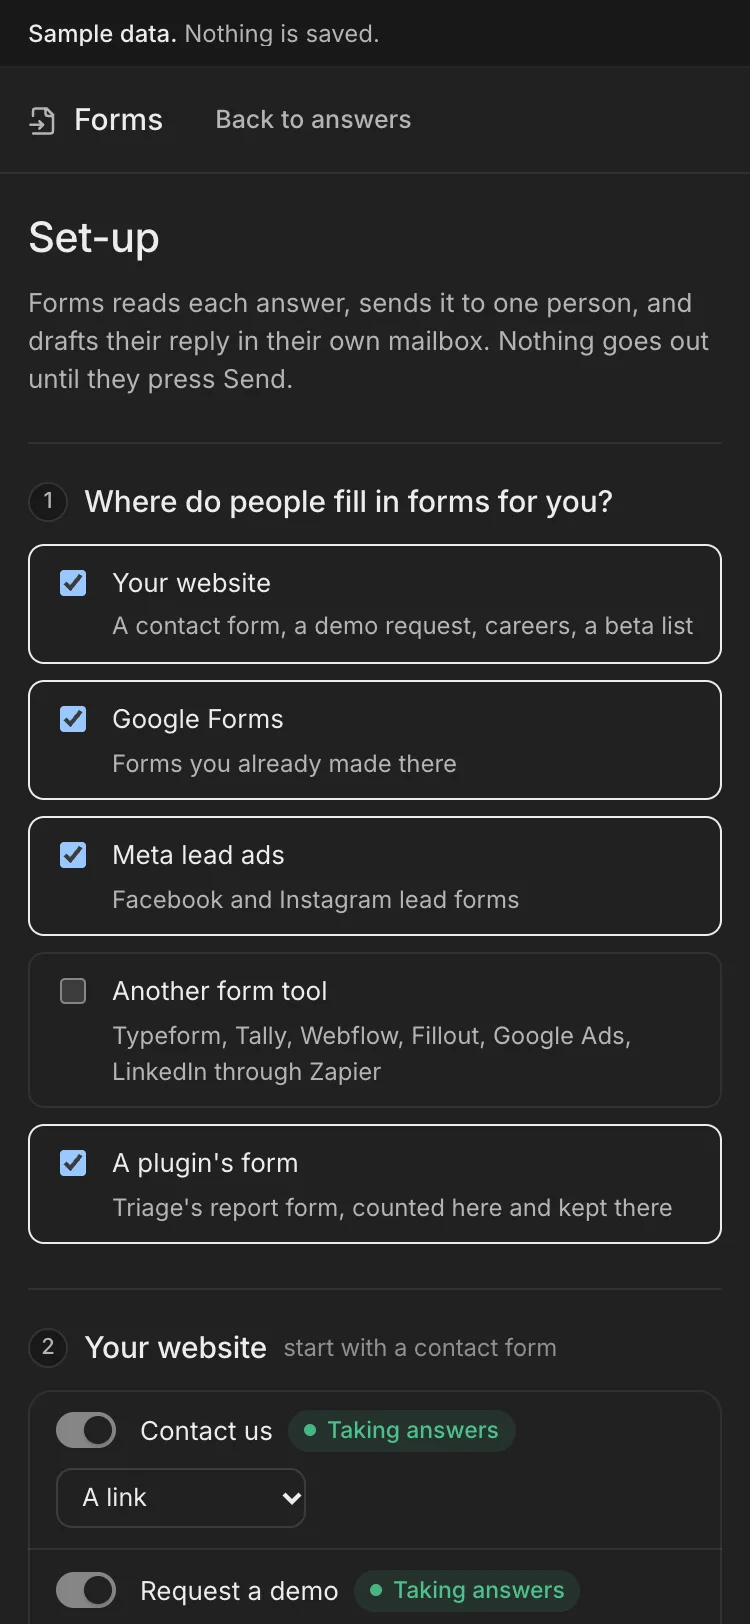 Sample data. Nothing is saved.
Forms Back to answers
Set-up
Forms reads each answer, sends it to one person, and
drafts their reply in their own mailbox. Nothing goes out
until they press Send.
1 Where do people fill in forms for you?
Your website
A contact form, a demo request, careers, a beta list
Google Forms
Forms you already made there
Meta lead ads
Facebook and Instagram lead forms
Another form tool
Typeform, Tally, Webflow, Fillout, Google Ads,
LinkedIn through Zapier
A plugin's form
Triage's report form, counted here and kept there
2 Your website start with a contact form
Contact us Taking answers
A link
Request a demo Taking answers